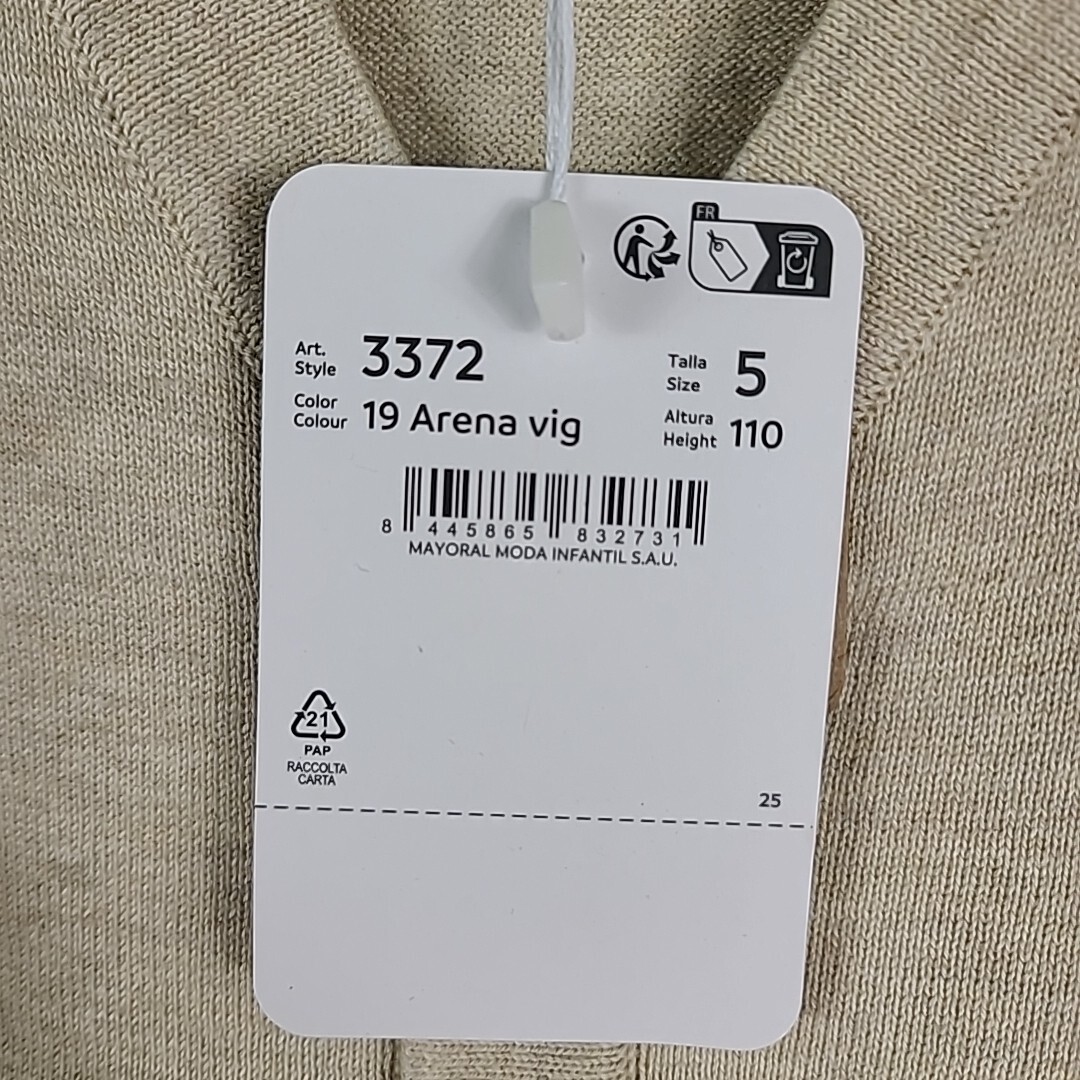 FR
Art.
Style
3372
Talla
Size
5
Color
Colour
19 Arena vig
Altura
Height
110
8 445865 832731
MAYORAL MODA INFANTIL S.A.U.
21
PAP
RACCOLTA
CARTA
25